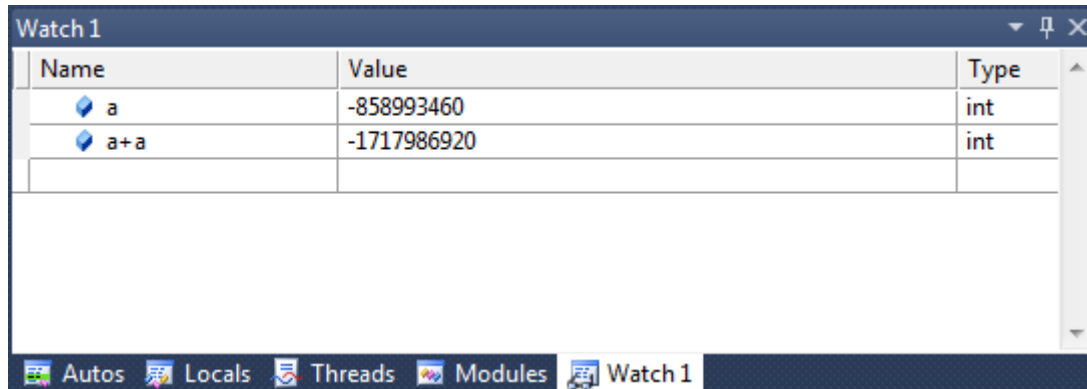 Watch 1
Name Value Type
a -858993460 int
a+a -1717986920 int
Autos Locals Threads Modules Watch 1